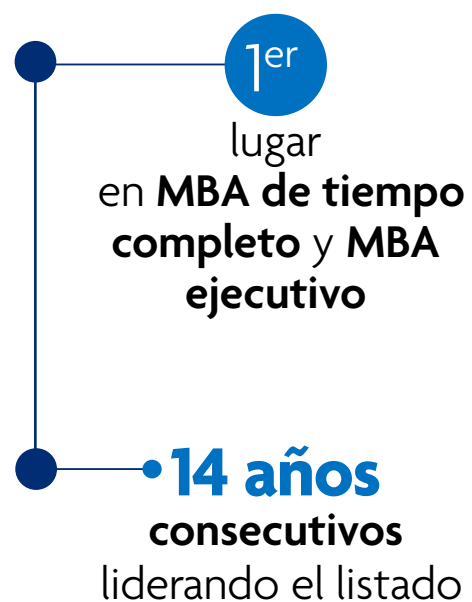 1er
lugar
en MBA de tiempo
completo y MBA
ejecutivo
14 años
consecutivos
liderando el listado